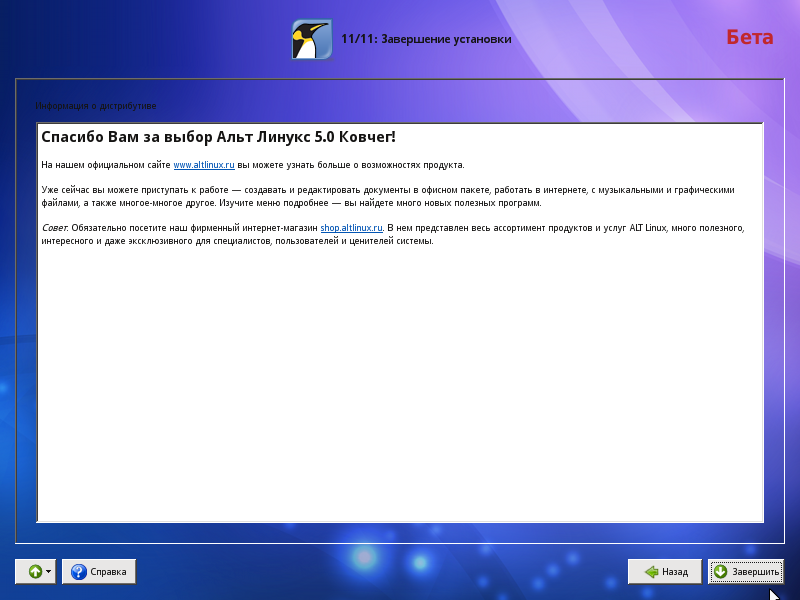 11/11: Завершение установки
Бета
Информация о дистрибутиве
Спасибо Вам за выбор Альт Линукс 5.0 Ковчег!
На нашем официальном сайте www.altlinux.ru вы можете узнать больше о возможностях продукта.
Уже сейчас вы можете приступать к работе — создавать и редактировать документы в офисном пакете, работать в интернете, с музыкальными и графическими
файлами, а также многое-многое другое. Изучите меню подробнее — вы найдете много новых полезных программ.
Совет. Обязательно посетите наш фирменный интернет-магазин shop.altlinux.ru. В нем представлен весь ассортимент продуктов и услуг ALT Linux, много полезного,
интересного и даже эксклюзивного для специалистов, пользователей и ценителей системы.
Справка
Назад
Завершить